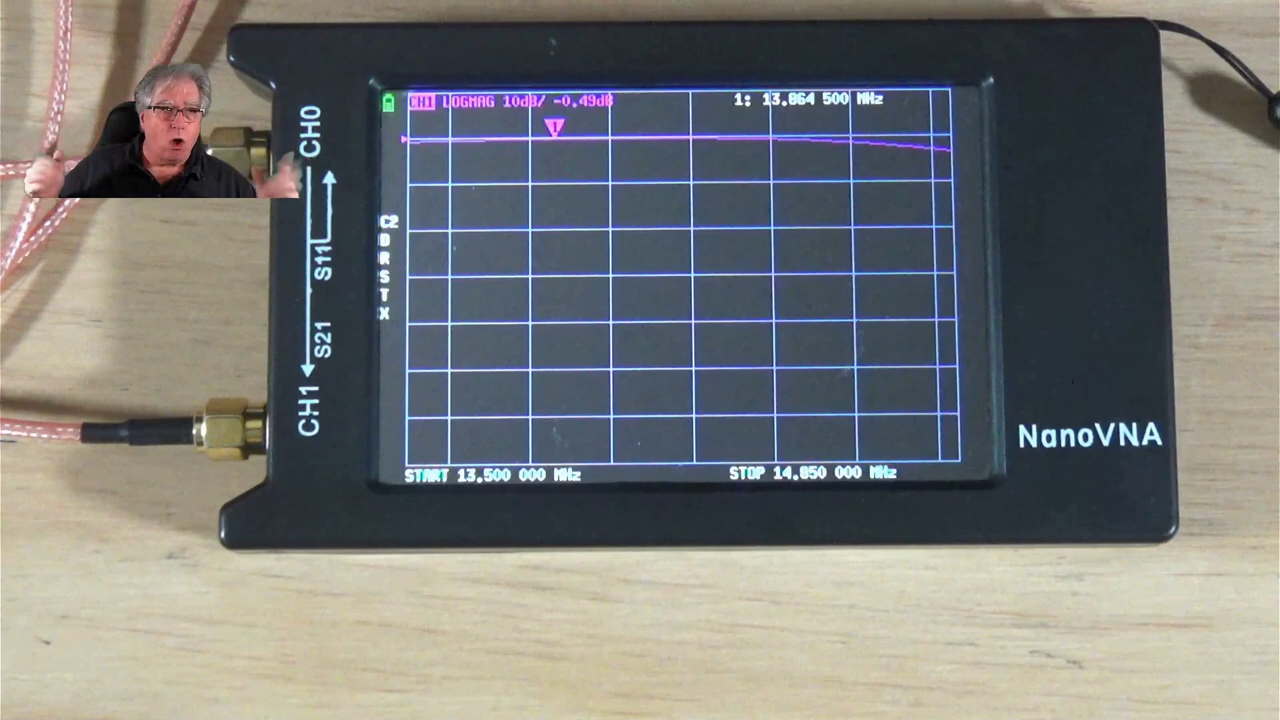 CH1 LOGMAG 10dB/ -0.49dB
1: 13.864 500 MHz
C2
D
R
S
T
X
START 13.500 000 MHz
STOP 14.850 000 MHz
CH0
S11
S21
CH1
NanoVNA